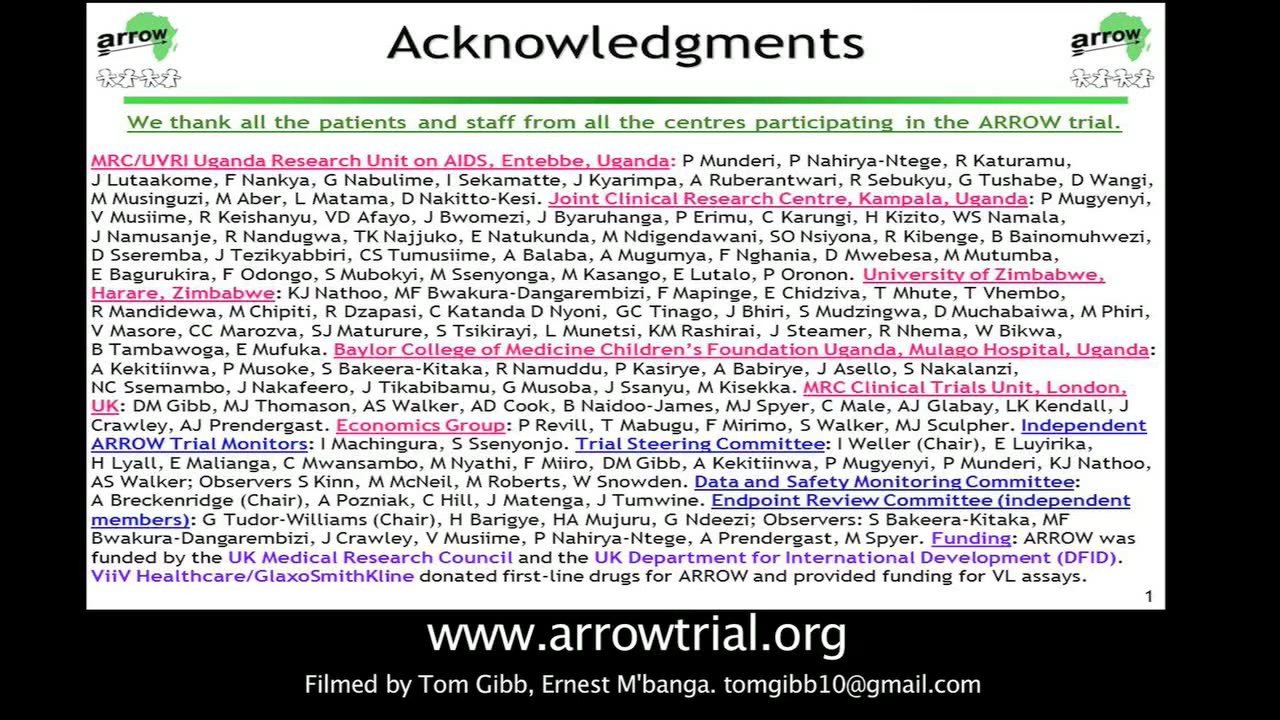 arrow
Acknowledgments
arrow
We thank all the patients and staff from all the centres participating in the ARROW trial.
MRC/UVRI Uganda Research Unit on AIDS, Entebbe, Uganda: P Munderi, P Nahirya-Ntege, R Katuramu,
J Lutaakome, F Nankya, G Nabulime, I Sekamatte, J Kyarimpa, A Ruberantwari, R Sebukyu, G Tushabe, D Wangi,
M Musinguzi, M Aber, L Matama, D Nakitto-Kesi. Joint Clinical Research Centre, Kampala, Uganda: P Mugyenyi,
V Musiime, R Keishanyu, VD Afayo, J Bwomezi, J Byaruhanga, P Erimu, C Karungi, H Kizito, WS Namala,
J Namusanje, R Nandugwa, TK Najjuko, E Natukunda, M Ndigendawani, SO Nsiyona, R Kibenge, B Bainomuhwezi,
D Sseremba, J Tezikyabbiri, CS Tumusiime, A Balaba, A Mugumya, F Nghania, D Mwebesa, M Mutumba,
E Bagurukira, F Odongo, S Mubokyi, M Ssenyonga, M Kasango, E Lutalo, P Oronon. University of Zimbabwe,
Harare, Zimbabwe: KJ Nathoo, MF Bwakura-Dangarembizi, F Mapinge, E Chidziva, T Mhute, T Vhembo,
R Mandidewa, M Chipiti, R Dzapasi, C Katanda D Nyoni, GC Tinago, J Bhiri, S Mudzingwa, D Muchabaiwa, M Phiri,
V Masore, CC Marozva, SJ Maturure, S Tsikirayi, L Munetsi, KM Rashirai, J Steamer, R Nhema, W Bikwa,
B Tambawoga, E Mufuka. Baylor College of Medicine Children's Foundation Uganda, Mulago Hospital, Uganda:
A Kekitiinwa, P Musoke, S Bakeera-Kitaka, R Namuddu, P Kasirye, A Babirye, J Asello, S Nakalanzi,
NC Ssemambo, J Nakafeero, J Tikabibamu, G Musoba, J Ssanyu, M Kisekka. MRC Clinical Trials Unit, London,
UK: DM Gibb, MJ Thomason, AS Walker, AD Cook, B Naidoo-James, MJ Spyer, C Male, AJ Glabay, LK Kendall, J
Crawley, AJ Prendergast. Economics Group: P Revill, T Mabugu, F Mirimo, S Walker, MJ Sculpher. Independent
ARROW Trial Monitors: I Machingura, S Ssenyonjo. Trial Steering Committee: I Weller (Chair), E Luyirika,
H Lyall, E Malianga, C Mwansambo, M Nyathi, F Miiro, DM Gibb, A Kekitiinwa, P Mugyenyi, P Munderi, KJ Nathoo,
AS Walker; Observers S Kinn, M McNeil, M Roberts, W Snowden. Data and Safety Monitoring Committee:
A Breckenridge (Chair), A Pozniak, C Hill, J Matenga, J Tumwine. Endpoint Review Committee (independent
members): G Tudor-Williams (Chair), H Barigye, HA Mujuru, G Ndeezi; Observers: S Bakeera-Kitaka, MF
Bwakura-Dangarembizi, J Crawley, V Musiime, P Nahirya-Ntege, A Prendergast, M Spyer. Funding: ARROW was
funded by the UK Medical Research Council and the UK Department for International Development (DFID).
ViiV Healthcare/GlaxoSmithKline donated first-line drugs for ARROW and provided funding for VL assays.
1
www.arrowtrial.org
Filmed by Tom Gibb, Ernest M'banga. tomgibb10@gmail.com